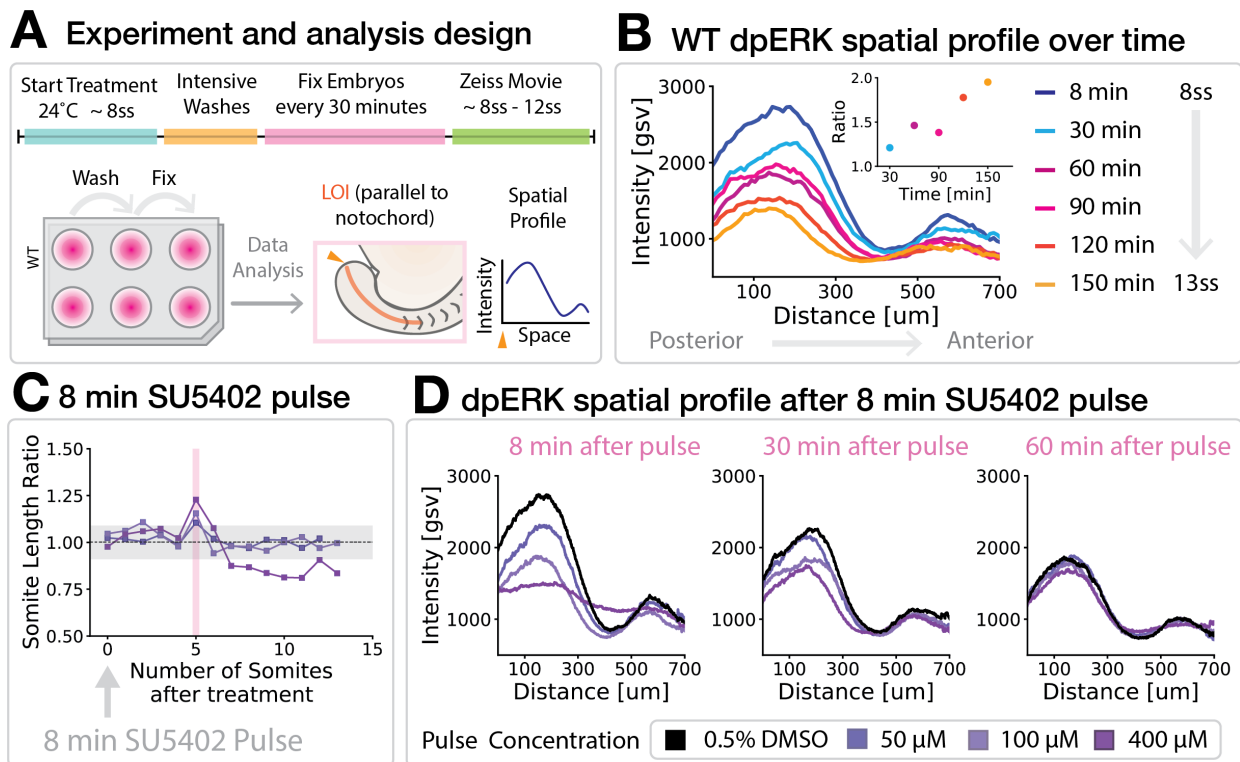 A Experiment and analysis design
Start Treatment
24˚C ~ 8ss
Intensive
Washes
Fix Embryos
every 30 minutes
Zeiss Movie
~ 8ss - 12ss
Wash Fix
WT
Data
Analysis
LOI (parallel to
notochord)
Spatial
Profile
Intensity
Space
B WT dpERK spatial profile over time
Intensity [gsv]
3000
2000
1000
100 300 500 700
Distance [um]
Posterior Anterior
Ratio
2.0
1.5
1.0
30 90 150
Time [min]
8 min
30 min
60 min
90 min
120 min
150 min
8ss
13ss
C 8 min SU5402 pulse
Somite Length Ratio
1.50
1.25
1.00
0.75
0.50
0 5 10 15
Number of Somites
after treatment
8 min SU5402 Pulse
D dpERK spatial profile after 8 min SU5402 pulse
8 min after pulse
Intensity [gsv]
3000
2000
1000
100 300 500 700
Distance [um]
30 min after pulse
3000
2000
1000
100 300 500 700
Distance [um]
60 min after pulse
3000
2000
1000
100 300 500 700
Distance [um]
Pulse Concentration 0.5% DMSO 50 µM 100 µM 400 µM